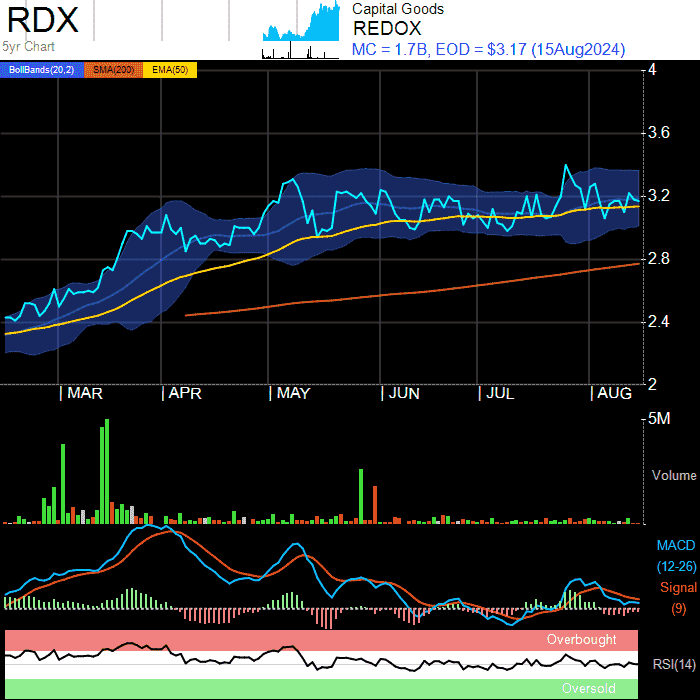 RDX
5yr Chart
Capital Goods
REDOX
MC = 1.7B, EOD = $3.17 (15Aug2024)
BollBands(20,2) SMA(200) EMA(50)
4
3.6
3.2
2.8
2.4
2
MAR APR MAY JUN JUL AUG
5M
Volume
MACD
(12-26)
Signal
(9)
Overbought
RSI(14)
Oversold